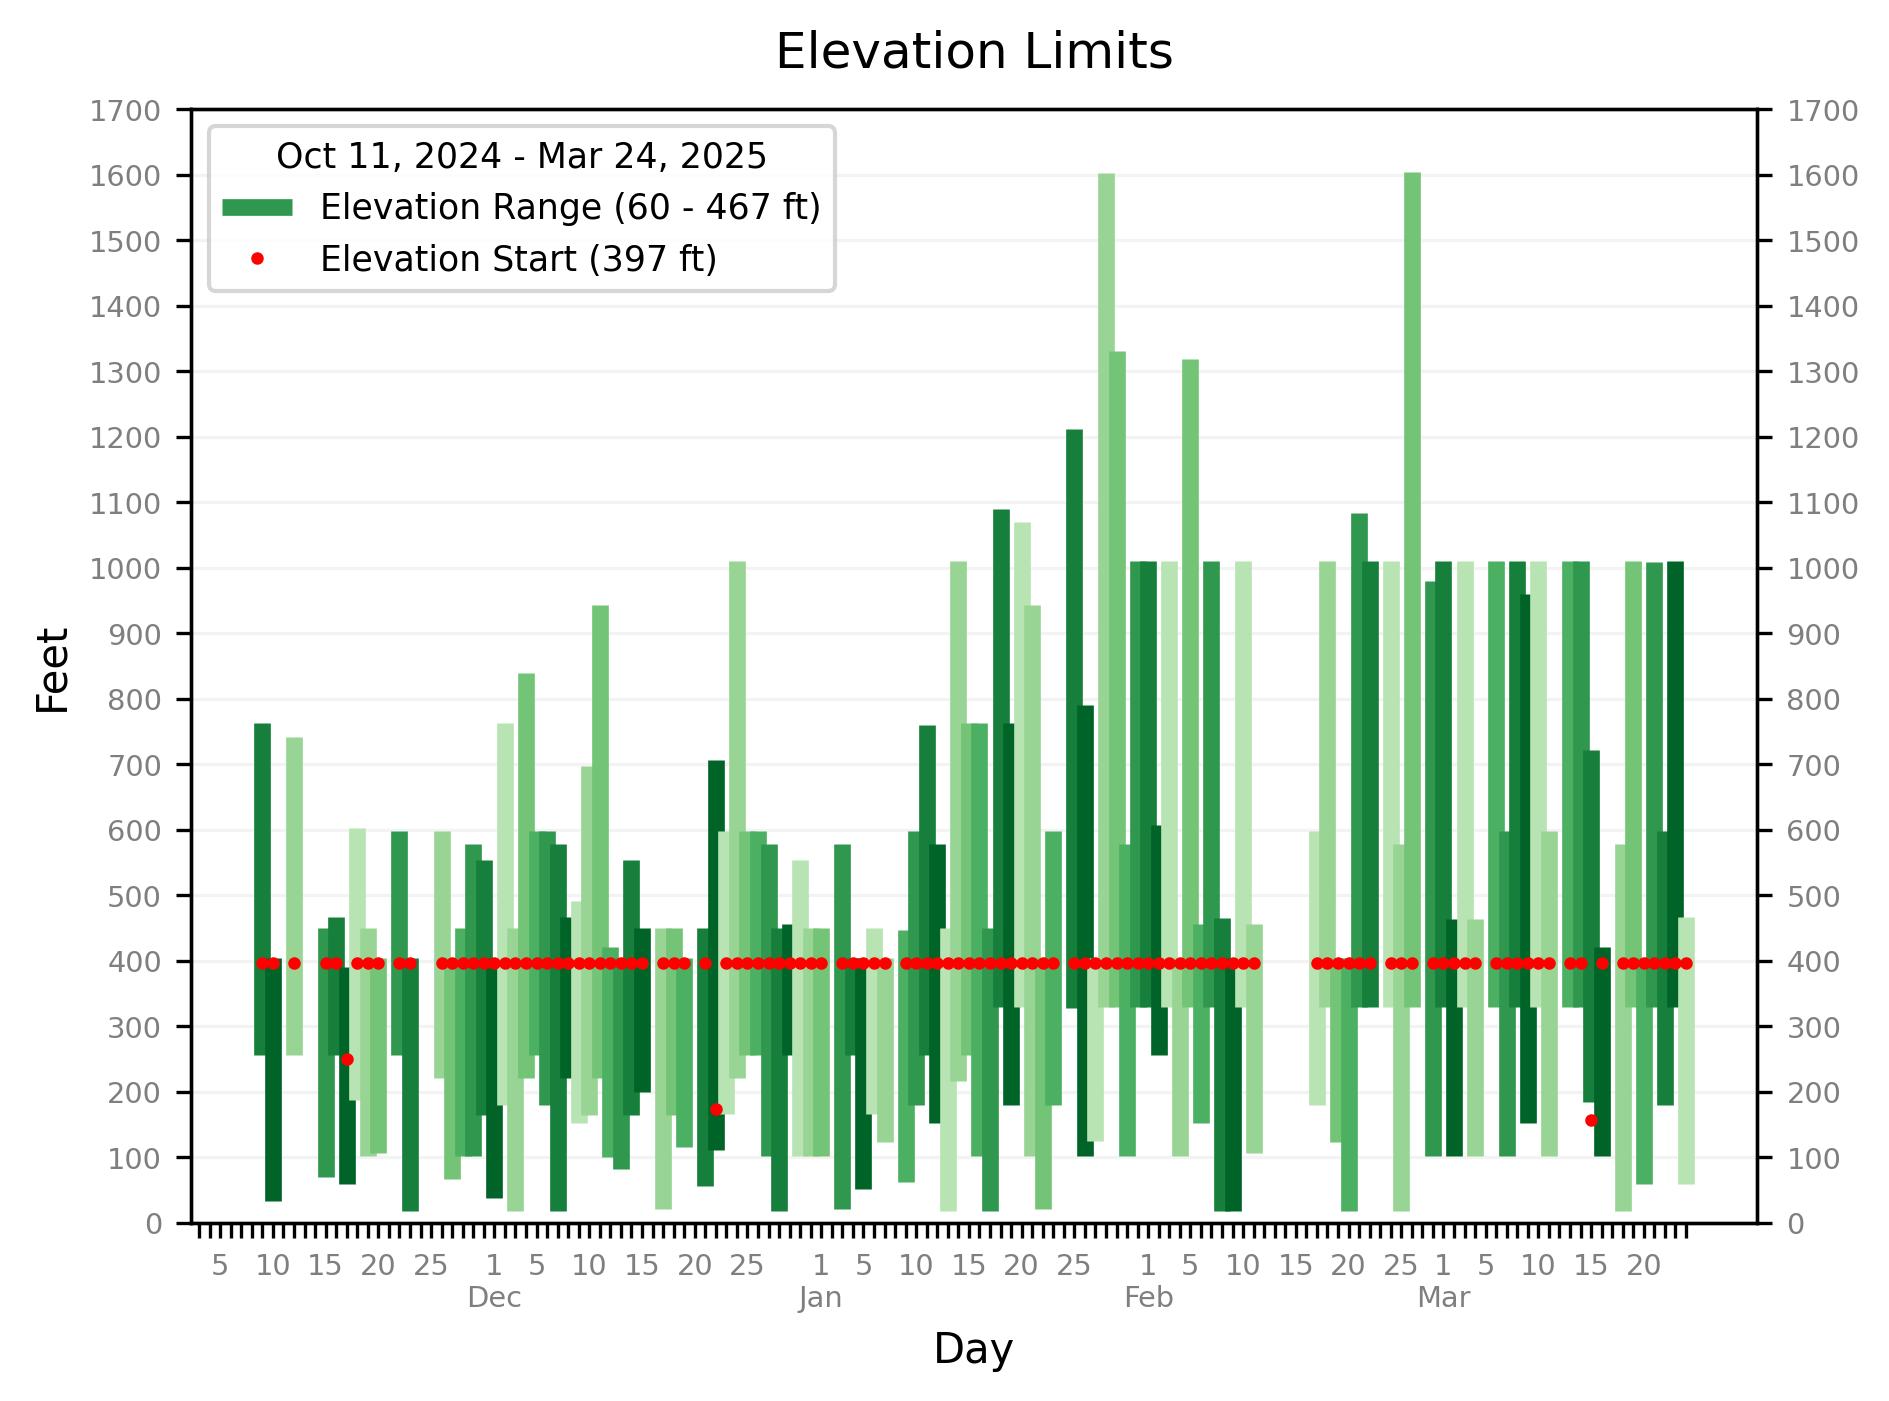 Elevation Limits
Oct 11, 2024 - Mar 24, 2025
Elevation Range (60 - 467 ft)
Elevation Start (397 ft)
1700 1700
1600 1600
1500 1500
1400 1400
1300 1300
1200 1200
1100 1100
1000 1000
900 900
800 800
700 700
600 600
500 500
400 400
300 300
200 200
100 100
0 0
Feet
5 10 15 20 25 1 5 10 15 20 25 1 5 10 15 20 25 1 5 10 15 20 25 1 5 10 15 20
Dec Jan Feb Mar
Day